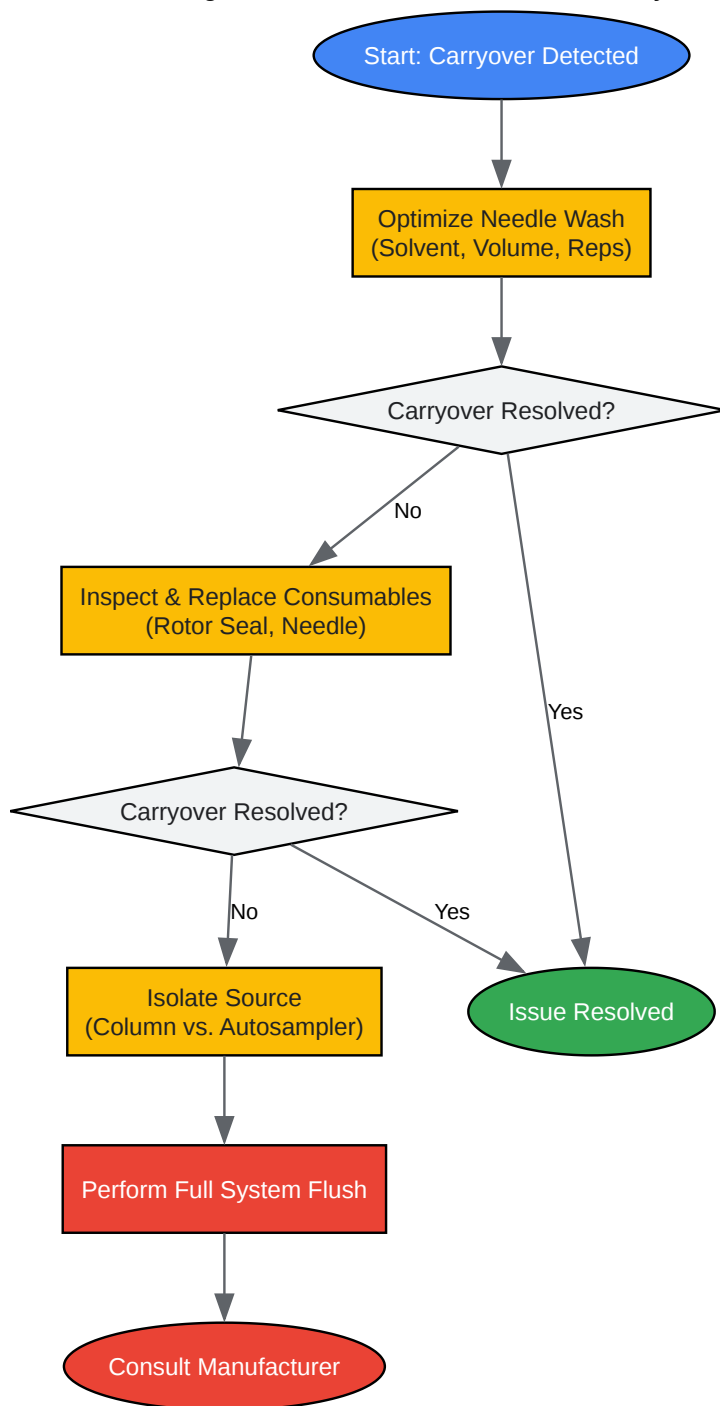 Start: Carryover Detected
Optimize Needle Wash
(Solvent, Volume, Reps)
Carryover Resolved?
No
Inspect & Replace Consumables
(Rotor Seal, Needle)
Yes
Carryover Resolved?
No
Yes
Isolate Source
(Column vs. Autosampler)
Issue Resolved
Perform Full System Flush
Consult Manufacturer